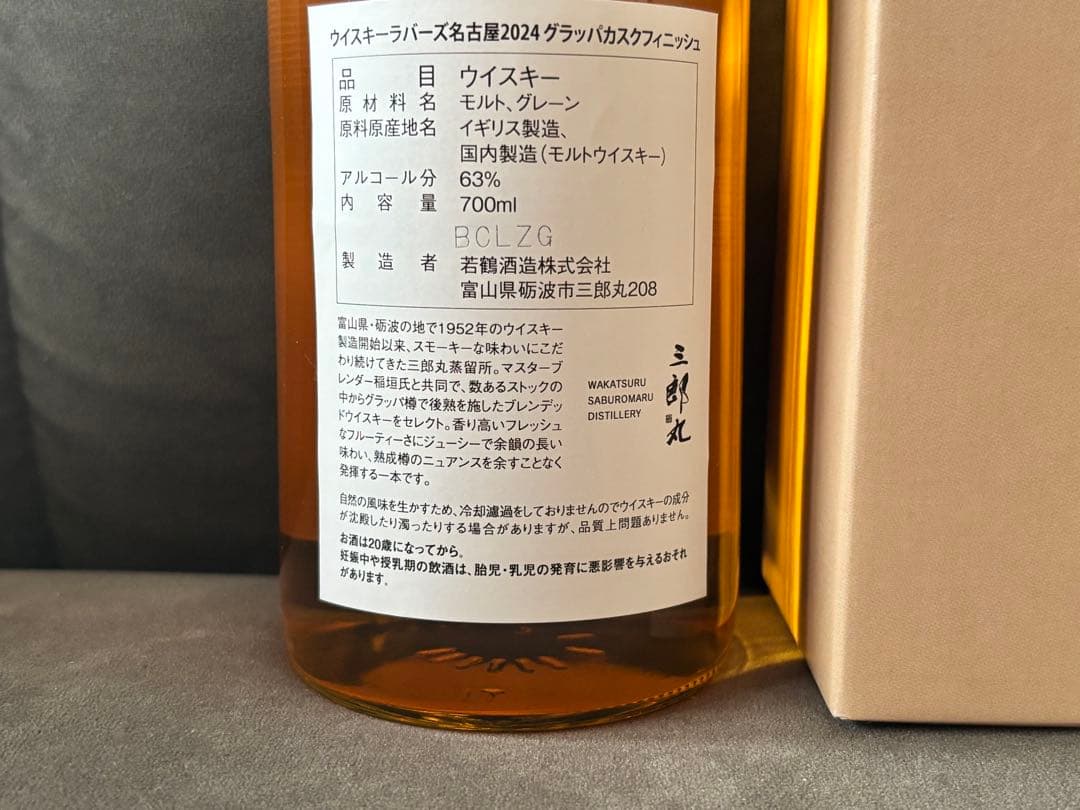 ウイスキーラバーズ名古屋2024 グラッパカスクフィニッシュ
品目 ウイスキー
原材料名 モルト、グレーン
原料原産地名 イギリス製造、
国内製造(モルトウイスキー)
アルコール分 63%
内容量 700ml
BCLZG
製造者 若鶴酒造株式会社
富山県砺波市三郎丸208
富山県・砺波の地で1952年のウイスキー
製造開始以来、スモーキーな味わいにこだ
わり続けてきた三郎丸蒸留所。マスターブ
レンダー稲垣氏と共同で、数あるストックの
中からグラッパ樽で後熟を施したブレンデッ
ドウイスキーをセレクト。香り高いフレッシュ
なフルーティーさにジューシーで余韻の長い
味わい、熟成樽のニュアンスを余すことなく
発揮する一本です。
WAKATSURU
SABUROMARU
DISTILLERY
三郎丸
自然の風味を生かすため、冷却濾過をしておりませんのでウイスキーの成分
が沈殿したり濁ったりする場合がありますが、品質上問題ありません。
お酒は20歳になってから。
妊娠中や授乳期の飲酒は、胎児・乳児の発育に悪影響を与えるおそれ
があります。